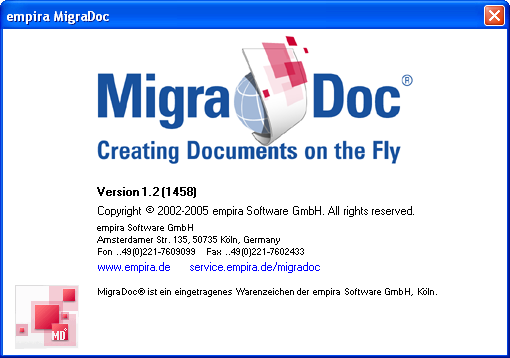 empira MigraDoc
Migra Doc®
Creating Documents on the Fly
Version 1.2 (1458)
Copyright © 2002-2005 empira Software GmbH. All rights reserved.
empira Software GmbH
Amsterdamer Str. 135, 50735 Köln, Germany
Fon ..49(0)221-7609099 Fax ..49(0)221-7602433
www.empira.de service.empira.de/migradoc
MigraDoc® ist ein eingetragenes Warenzeichen der empira Software GmbH, Köln.
MD